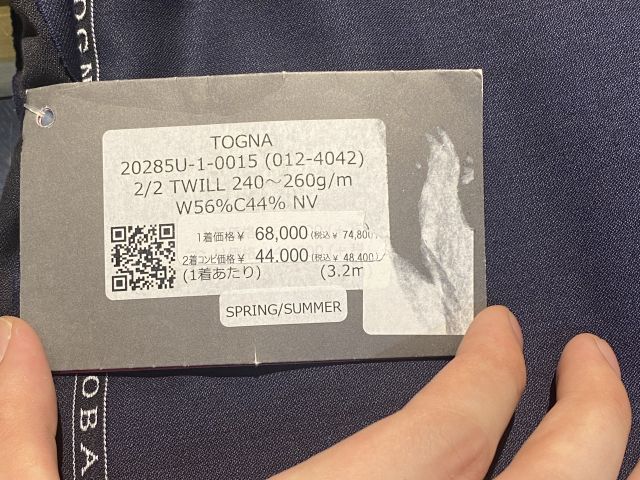 OGN
TOGNA
20285U-1-0015 (012-4042)
2/2 TWILL 240～260g/m
W56%C44% NV
1着価格¥ 68,000(税込¥ 74,800)
2着コンビ価格¥ 44.000(税込¥ 48,400)
(1着あたり) (3.2m
SPRING/SUMMER
OBA